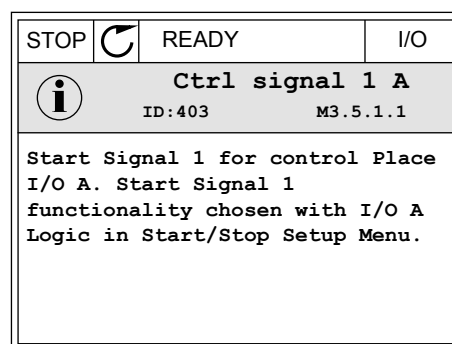 STOP READY I/O
Ctrl signal 1 A
ID:403 M3.5.1.1
Start Signal 1 for control Place
I/O A. Start Signal 1
functionality chosen with I/O A
Logic in Start/Stop Setup Menu.